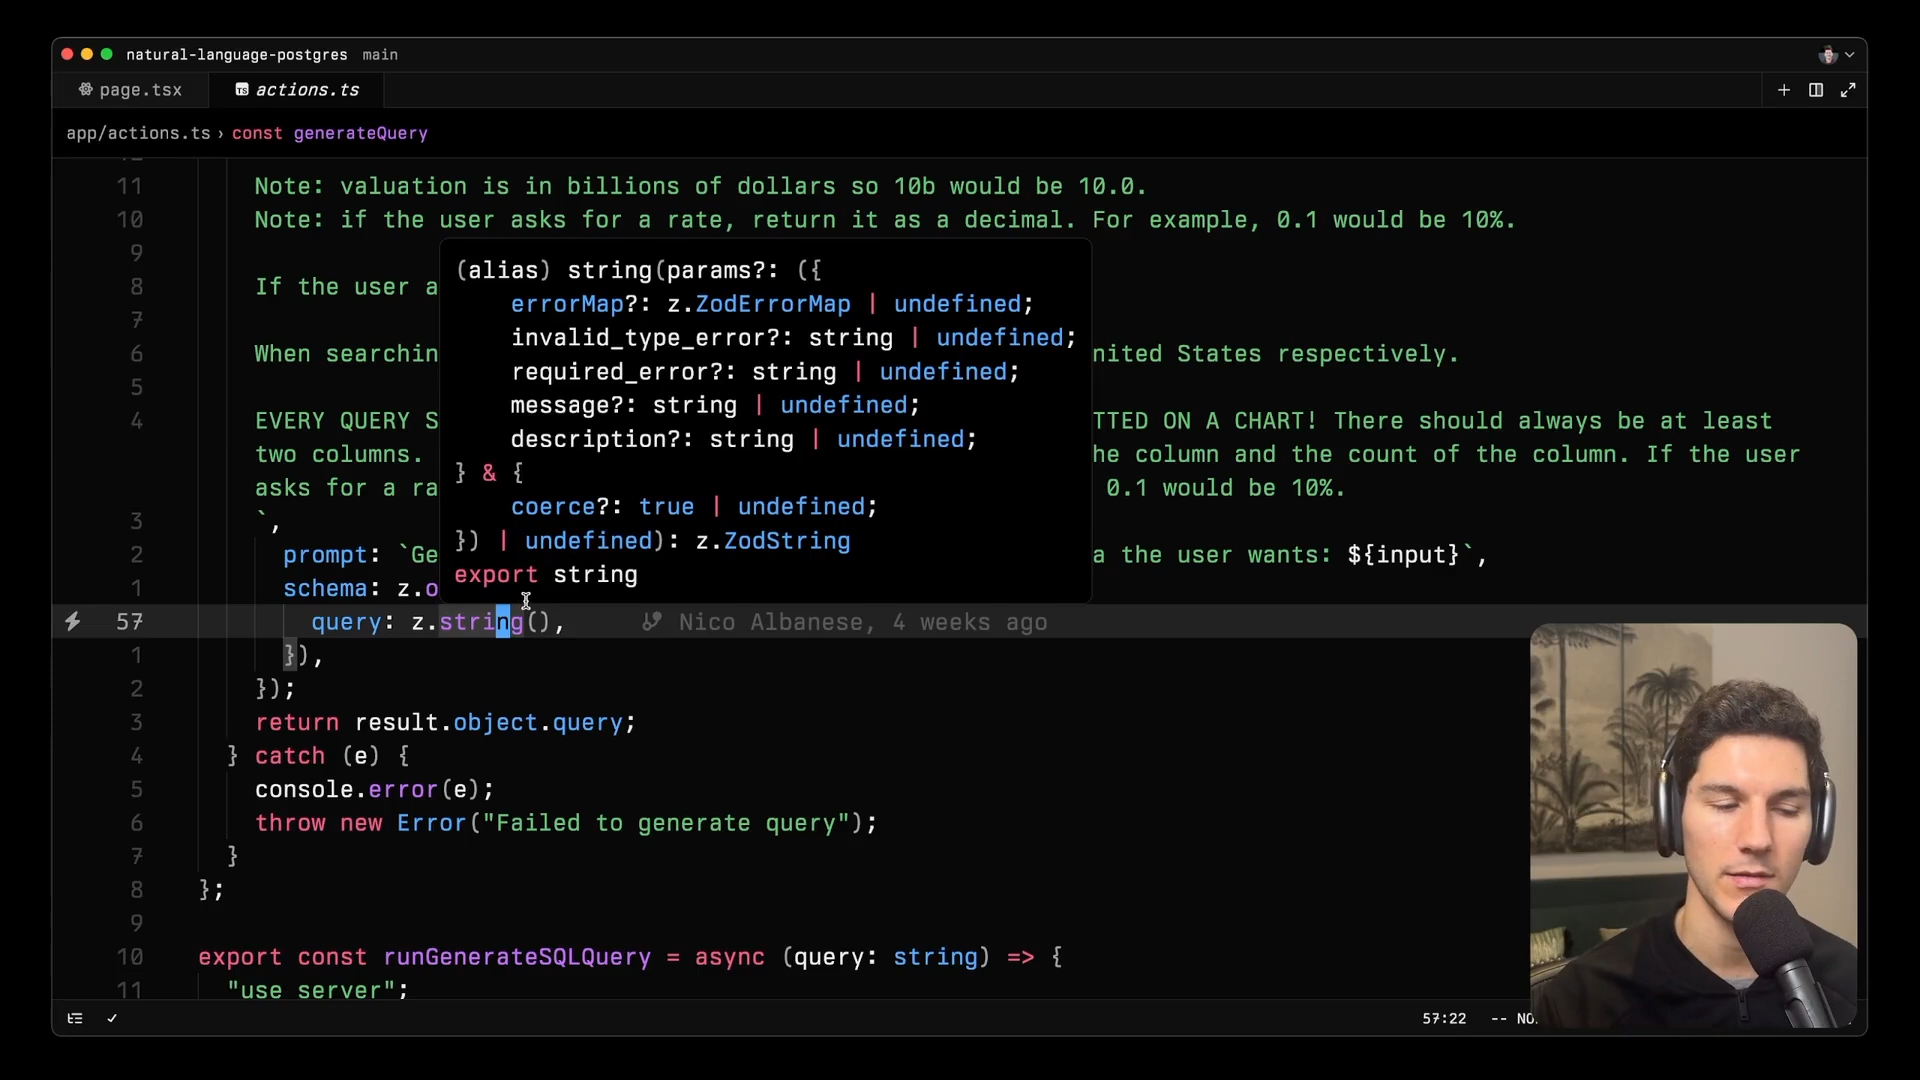 natural-language-postgres main
page.tsx
actions.ts
app/actions.ts › const generateQuery
11 Note: valuation is in billions of dollars so 10b would be 10.0.
10 Note: if the user asks for a rate, return it as a decimal. For example, 0.1 would be 10%.
9
8 If the user a
7
6 When searchin nited States respectively.
5
4 EVERY QUERY S TTED ON A CHART! There should always be at least
two columns. he column and the count of the column. If the user
asks for a ra 0.1 would be 10%.
3 `,
2 prompt: `Ge a the user wants: ${input}`,
1 schema: z.o
(alias) string(params?: ({
errorMap?: z.ZodErrorMap | undefined;
invalid_type_error?: string | undefined;
required_error?: string | undefined;
message?: string | undefined;
description?: string | undefined;
} & {
coerce?: true | undefined;
}) | undefined): z.ZodString
export string
57 query: z.string(), Nico Albanese, 4 weeks ago
1 }),
2 });
3 return result.object.query;
4 } catch (e) {
5 console.error(e);
6 throw new Error("Failed to generate query");
7 }
8 };
9
10 export const runGenerateSQLQuery = async (query: string) => {
11 "use server";
57:22 -- NO